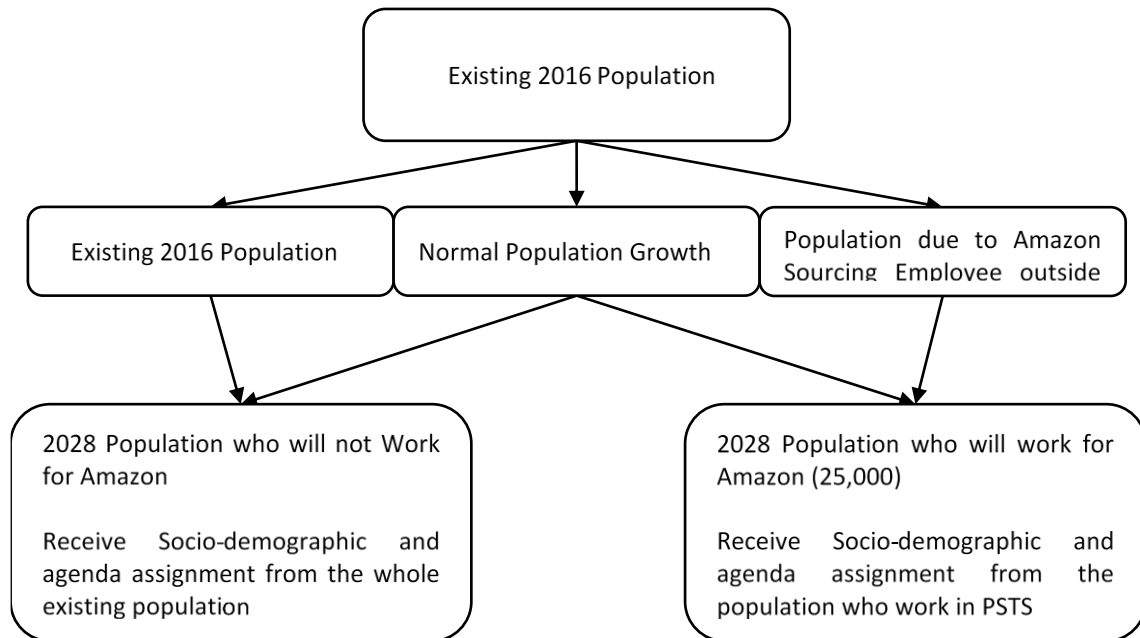 Existing 2016 Population
Existing 2016 Population
Normal Population Growth
Population due to Amazon
Sourcing Employee outside
2028 Population who will not Work
for Amazon
Receive Socio-demographic and
agenda assignment from the whole
existing population
2028 Population who will work for
Amazon (25,000)
Receive Socio-demographic and
agenda assignment from the
population who work in PSTS